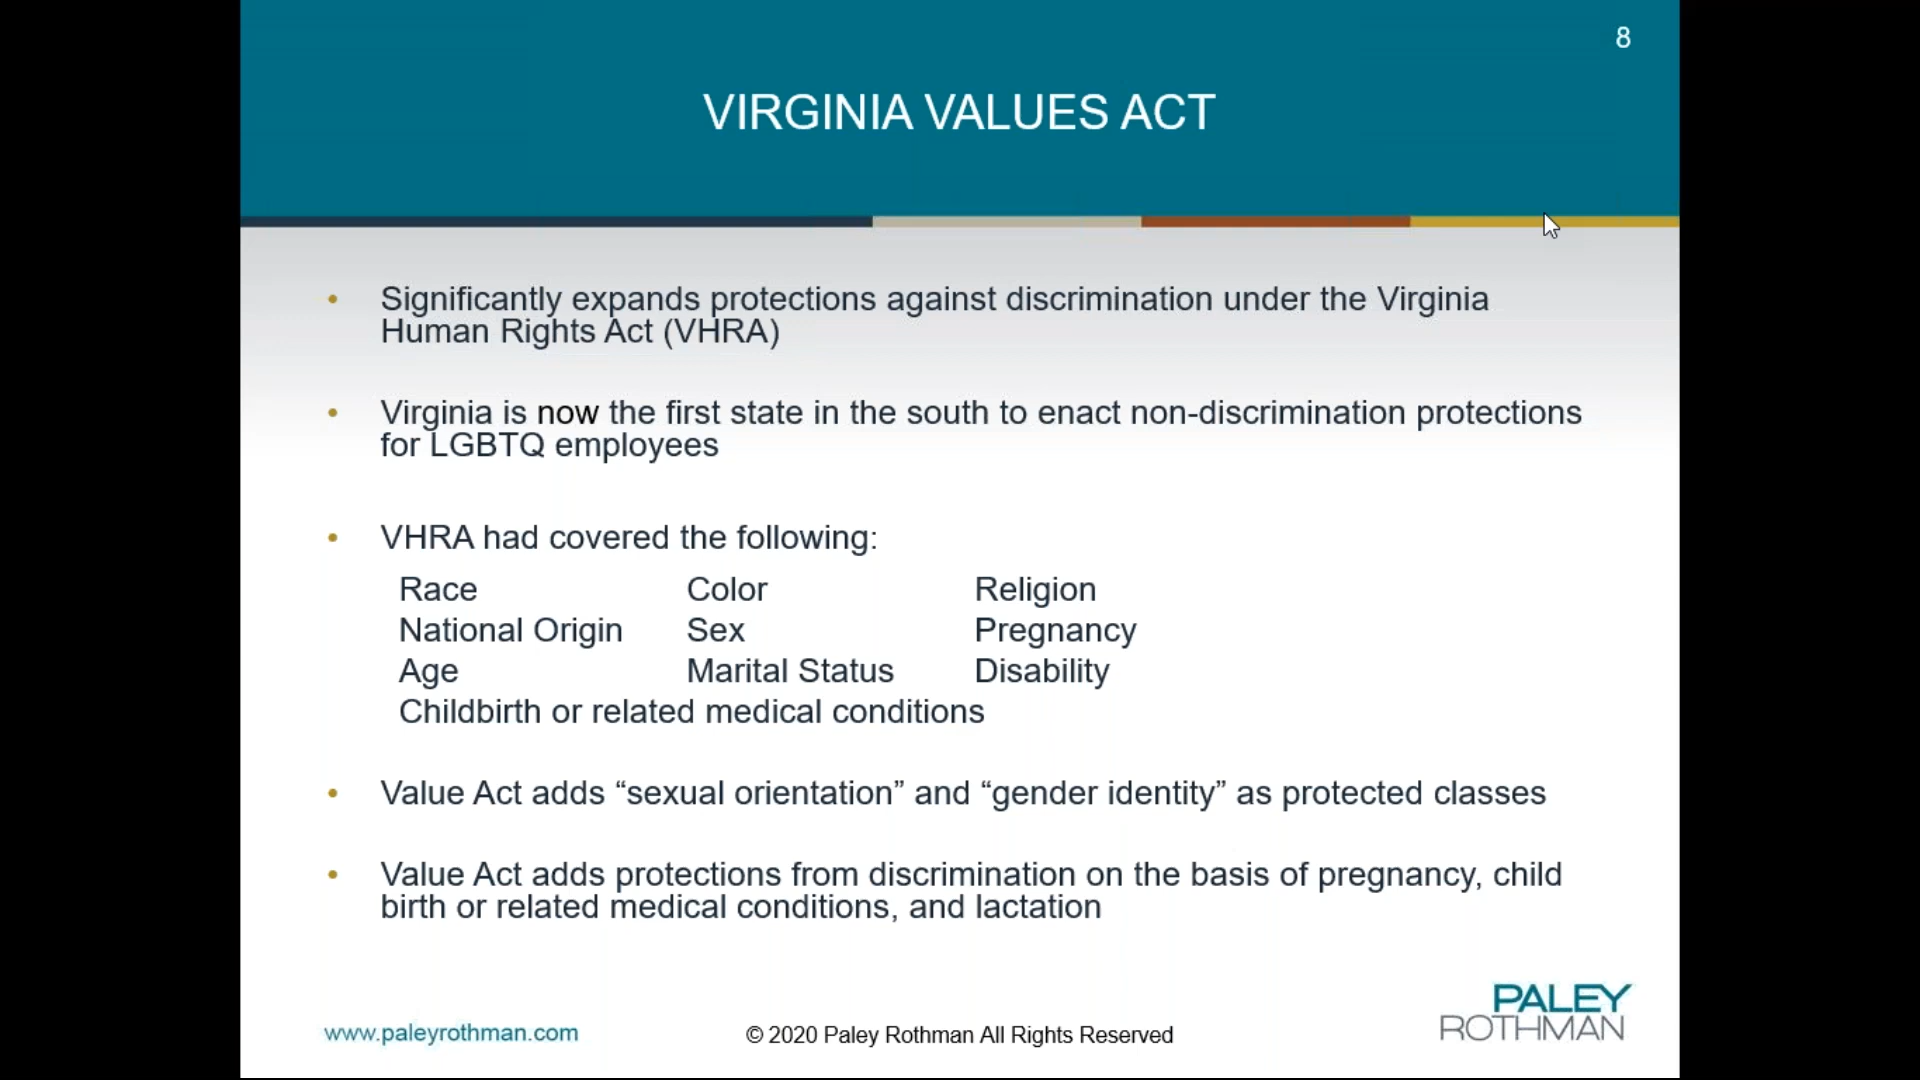 8
VIRGINIA VALUES ACT
• Significantly expands protections against discrimination under the Virginia
Human Rights Act (VHRA)
• Virginia is now the first state in the south to enact non-discrimination protections
for LGBTQ employees
• VHRA had covered the following:
Race Color Religion
National Origin Sex Pregnancy
Age Marital Status Disability
Childbirth or related medical conditions
• Value Act adds “sexual orientation” and “gender identity” as protected classes
• Value Act adds protections from discrimination on the basis of pregnancy, child
birth or related medical conditions, and lactation
www.paleyrothman.com
© 2020 Paley Rothman All Rights Reserved
PALEY
ROTHMAN